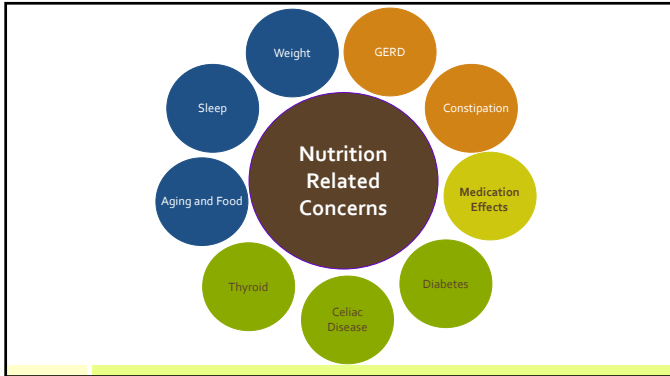 Weight
GERD
Sleep
Constipation
Nutrition
Related
Concerns
Aging and Food
Medication
Effects
Thyroid
Diabetes
Celiac
Disease